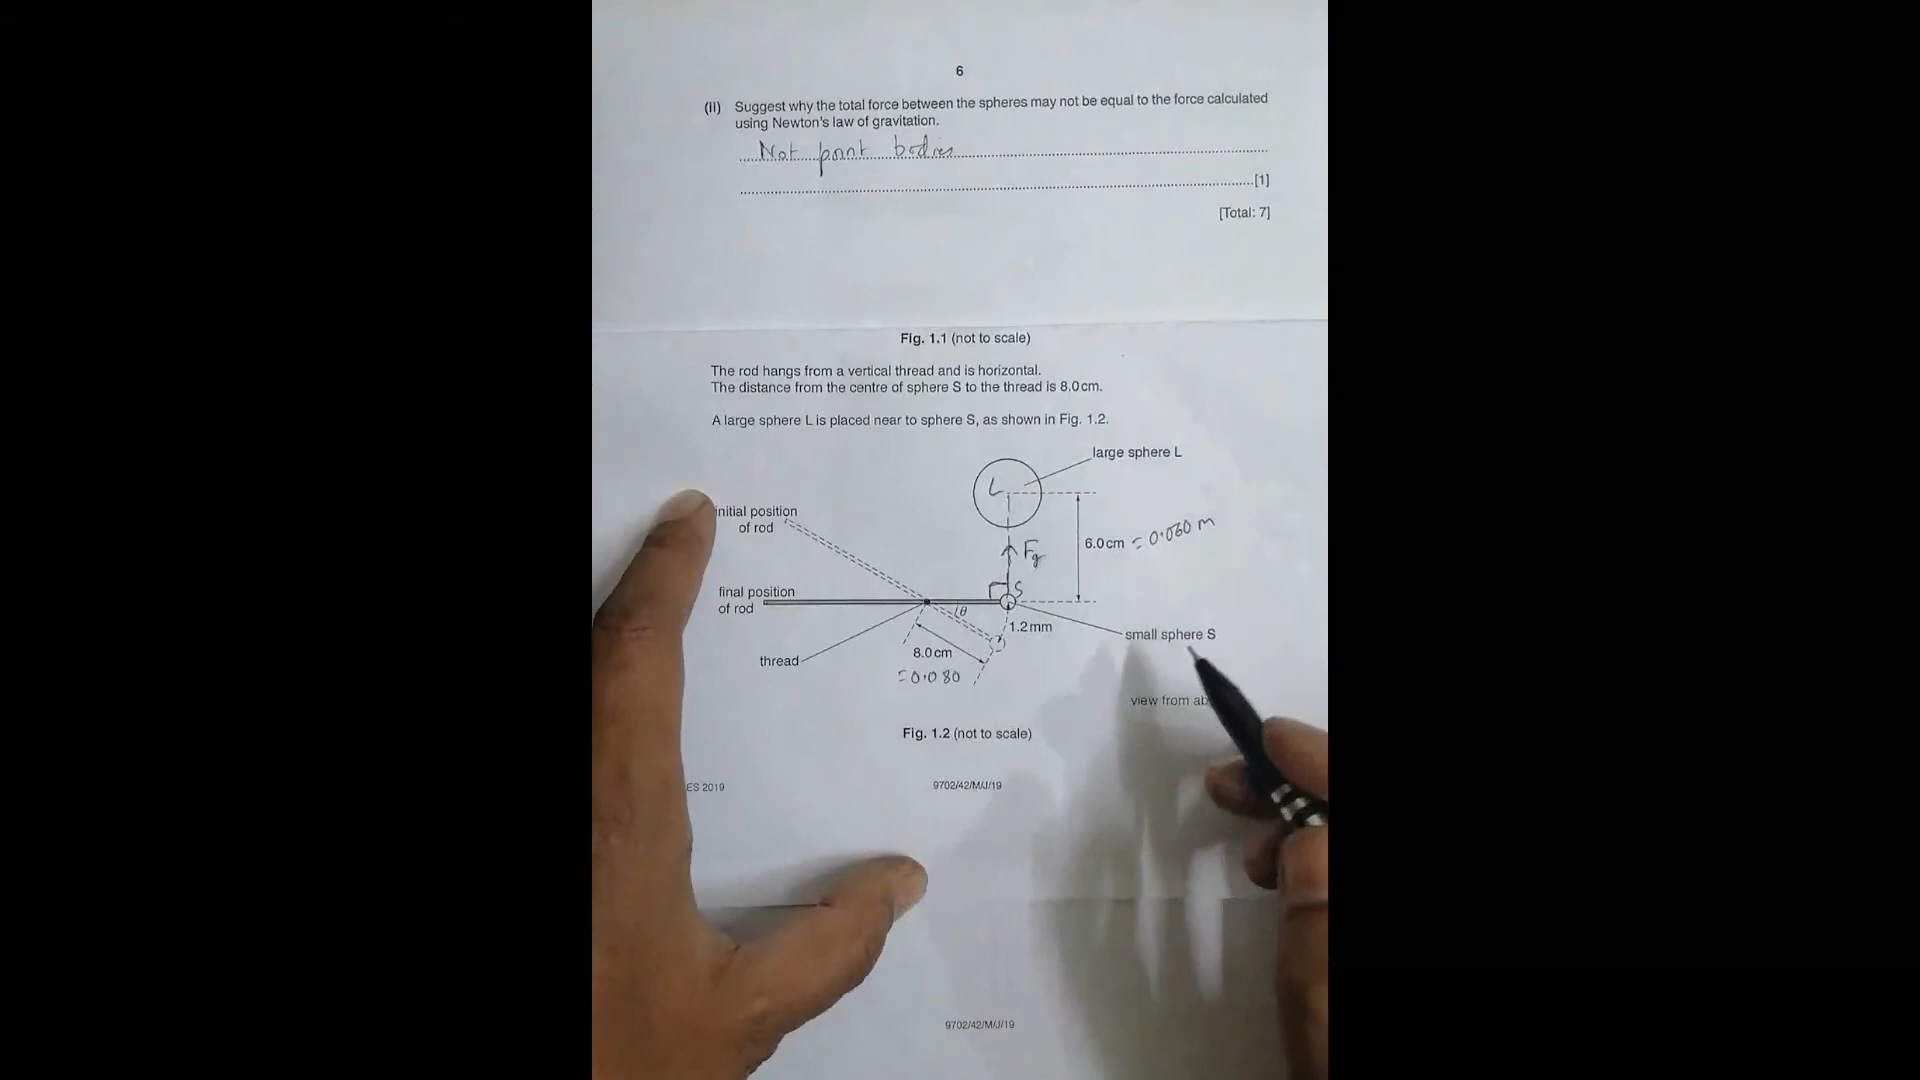 6
(ii) Suggest why the total force between the spheres may not be equal to the force calculated
using Newton's law of gravitation.
Not point bodies
[1]
[Total: 7]
Fig. 1.1 (not to scale)
The rod hangs from a vertical thread and is horizontal.
The distance from the centre of sphere S to the thread is 8.0 cm.
A large sphere L is placed near to sphere S, as shown in Fig. 1.2.
large sphere L
L
initial position
of rod
6.0 cm = 0.060 m
Fg
final position
of rod
S
θ
1.2 mm
small sphere S
8.0 cm
thread
= 0.080
view from ab
Fig. 1.2 (not to scale)
ES 2019
9702/42/M/J/19
9702/42/M/J/19